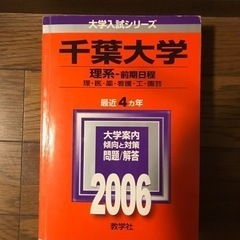 大学入試シリーズ
千葉大学
理系-前期日程
理・医・薬・看護・工・園芸
最近4ヵ年
大学案内
傾向と対策
問題/解答
2006
教学社